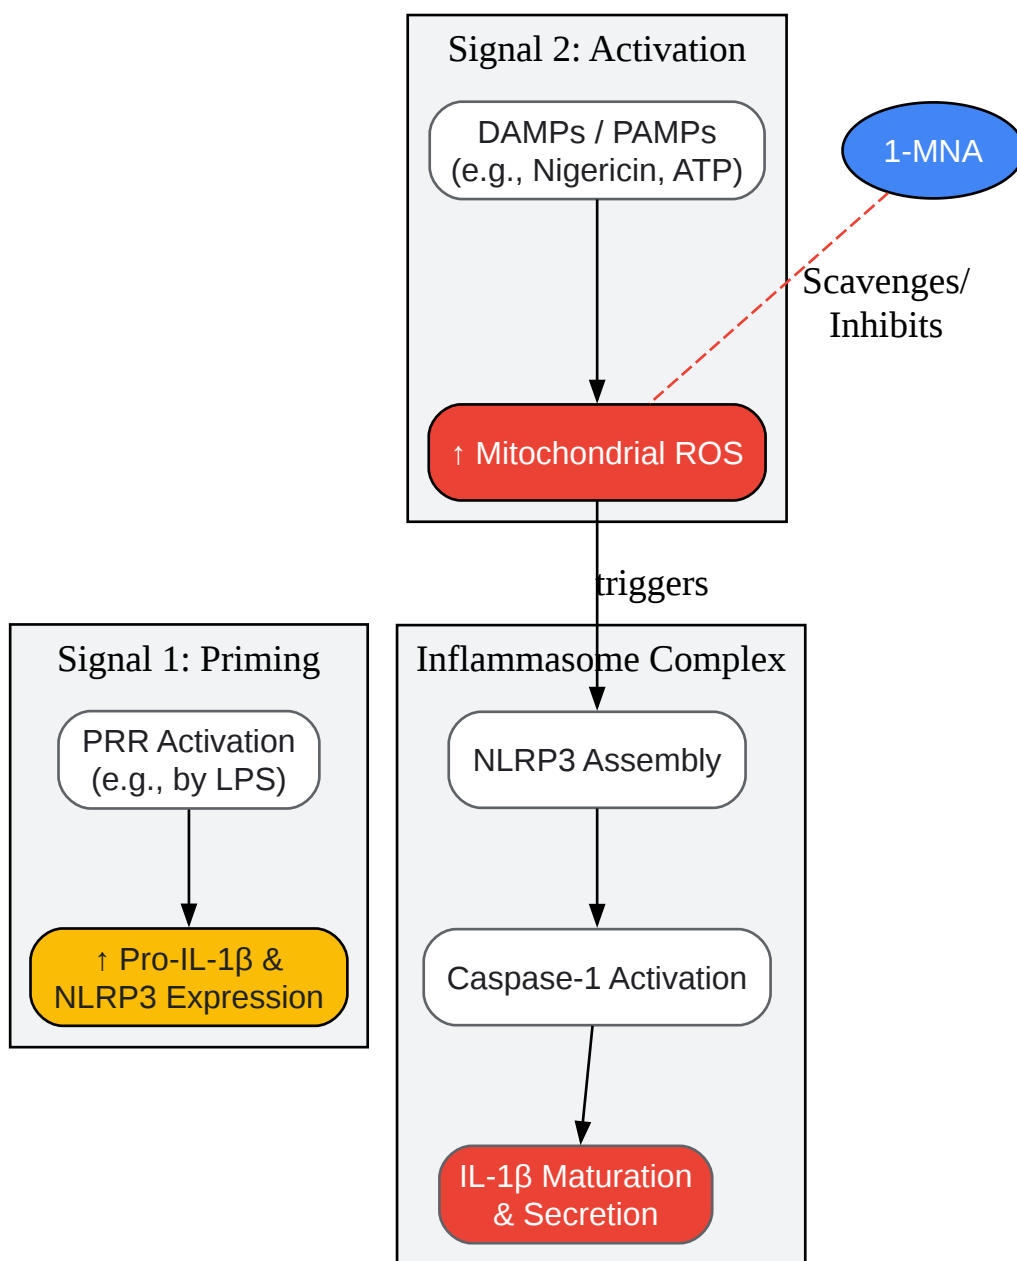 Signal 2: Activation
DAMPs / PAMPs
(e.g., Nigericin, ATP)
1-MNA
Scavenges/
Inhibits
↑ Mitochondrial ROS
triggers
Signal 1: Priming
PRR Activation
(e.g., by LPS)
↑ Pro-IL-1β &
NLRP3 Expression
Inflammasome Complex
NLRP3 Assembly
Caspase-1 Activation
IL-1β Maturation
& Secretion